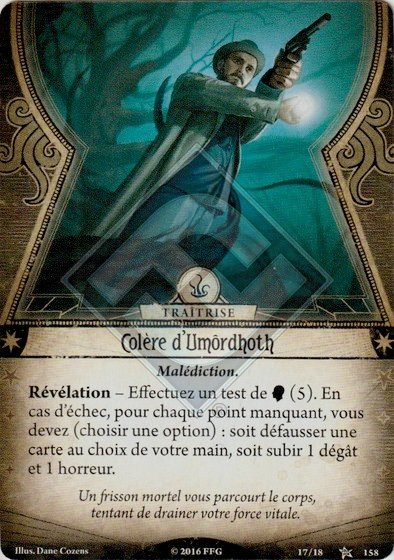 TRAÎTRISE
Colère d'Umôrdhoth
Malédiction.
Révélation – Effectuez un test de (5). En
cas d'échec, pour chaque point manquant, vous
devez (choisir une option) : soit défausser une
carte au choix de votre main, soit subir 1 dégât
et 1 horreur.
Un frisson mortel vous parcourt le corps,
tentant de drainer votre force vitale.
Illus. Dane Cozens © 2016 FFG 17/18 158